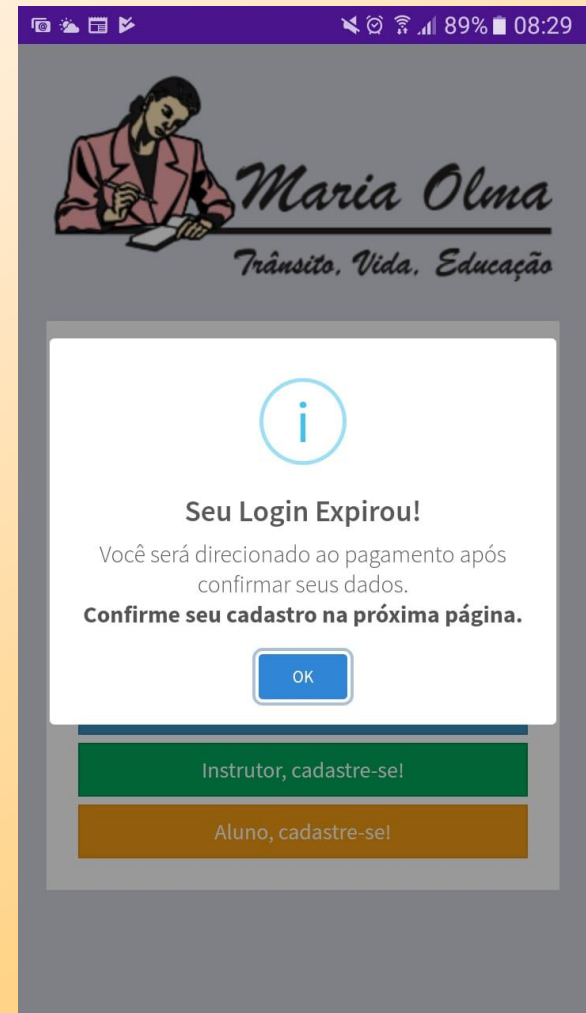 89% 08:29
Maria Olma
Trânsito, Vida, Educação
i
Seu Login Expirou!
Você será direcionado ao pagamento após
confirmar seus dados.
Confirme seu cadastro na próxima página.
OK
Instrutor, cadastre-se!
Aluno, cadastre-se!